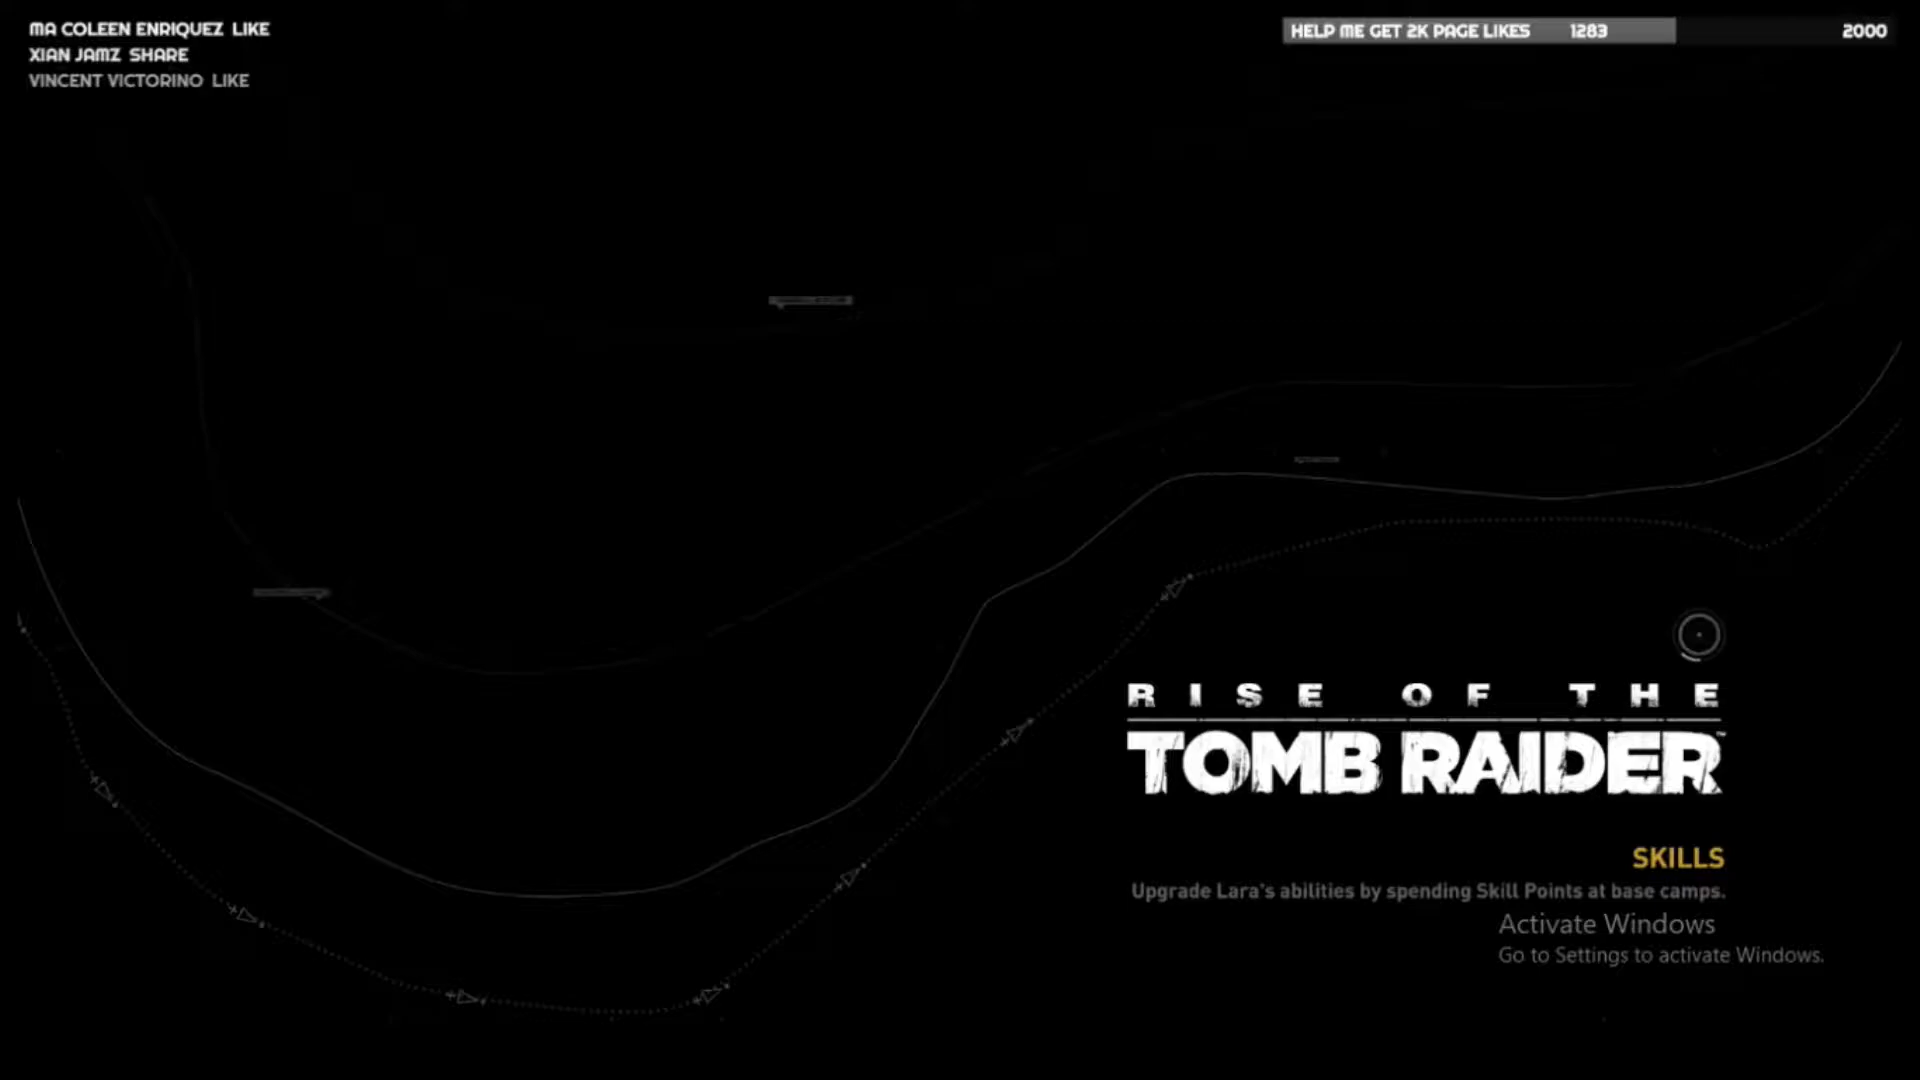 MA COLEEN ENRIQUEZ LIKE
XIAN JAMZ SHARE
VINCENT VICTORINO LIKE
HELP ME GET 2K PAGE LIKES 1283 2000
RISE OF THE
TOMB RAIDER™
SKILLS
Upgrade Lara's abilities by spending Skill Points at base camps.
Activate Windows
Go to Settings to activate Windows.